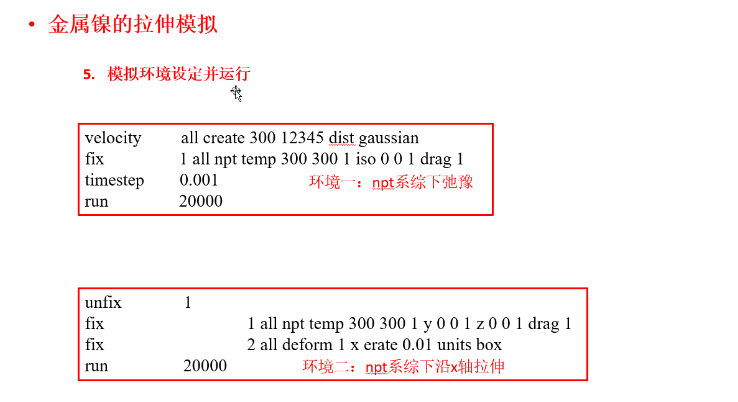 • 金属镍的拉伸模拟
5. 模拟环境设定并运行
velocity all create 300 12345 dist gaussian
fix 1 all npt temp 300 300 1 iso 0 0 1 drag 1
timestep 0.001 环境一：npt系综下弛豫
run 20000
unfix 1
fix 1 all npt temp 300 300 1 y 0 0 1 z 0 0 1 drag 1
fix 2 all deform 1 x erate 0.01 units box
run 20000 环境二：npt系综下沿x轴拉伸